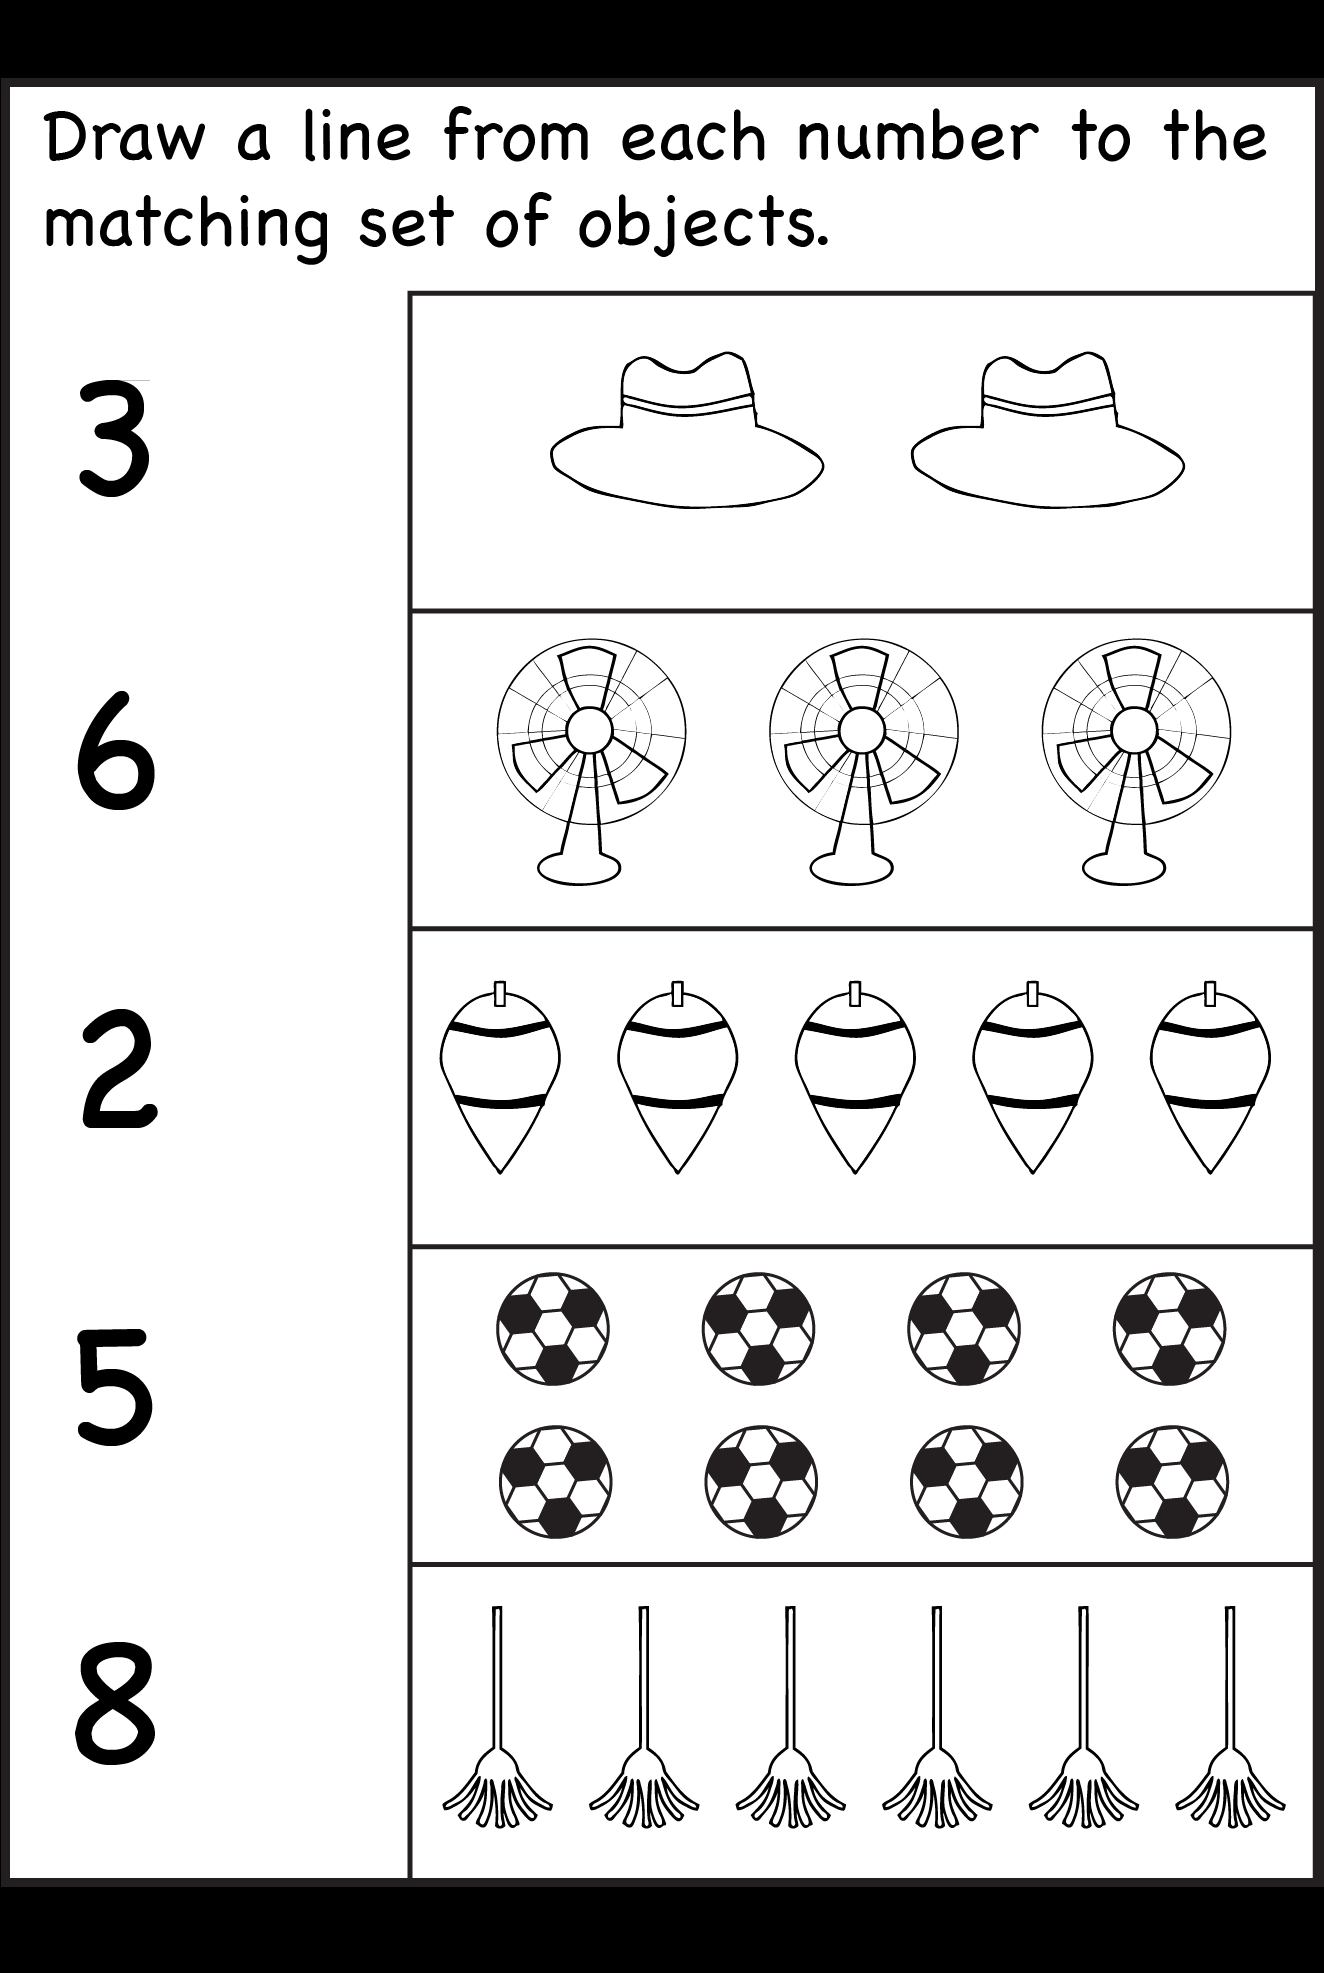 Draw a line from each number to the
matching set of objects.
3
6
2
5
8